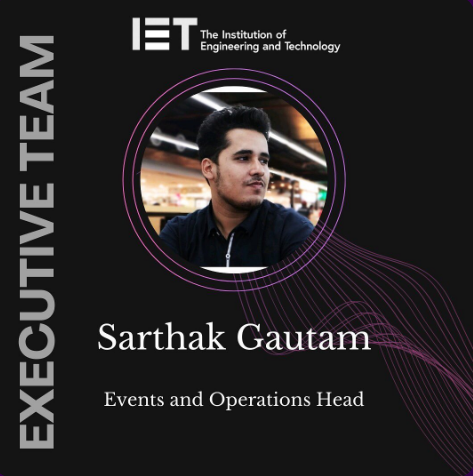 EXECUTIVE TEAM
IET The Institution of
Engineering and Technology
Sarthak Gautam
Events and Operations Head